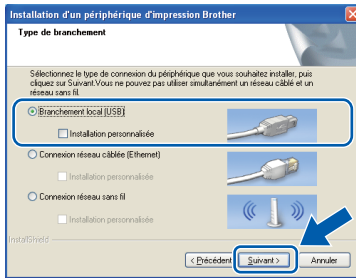 Installation d'un périphérique d'impression Brother
Type de branchement
Sélectionnez le type de connexion du périphérique que vous souhaitez installer, puis
cliquez sur Suivant.Vous ne pouvez pas utiliser simultanément un réseau câblé et un
réseau sans fil.
Branchement local (USB)
Installation personnalisée
Connexion réseau câblée (Ethernet)
Installation personnalisée
Connexion réseau sans fil
Installation personnalisée
InstallShield
< Précédent Suivant > Annuler